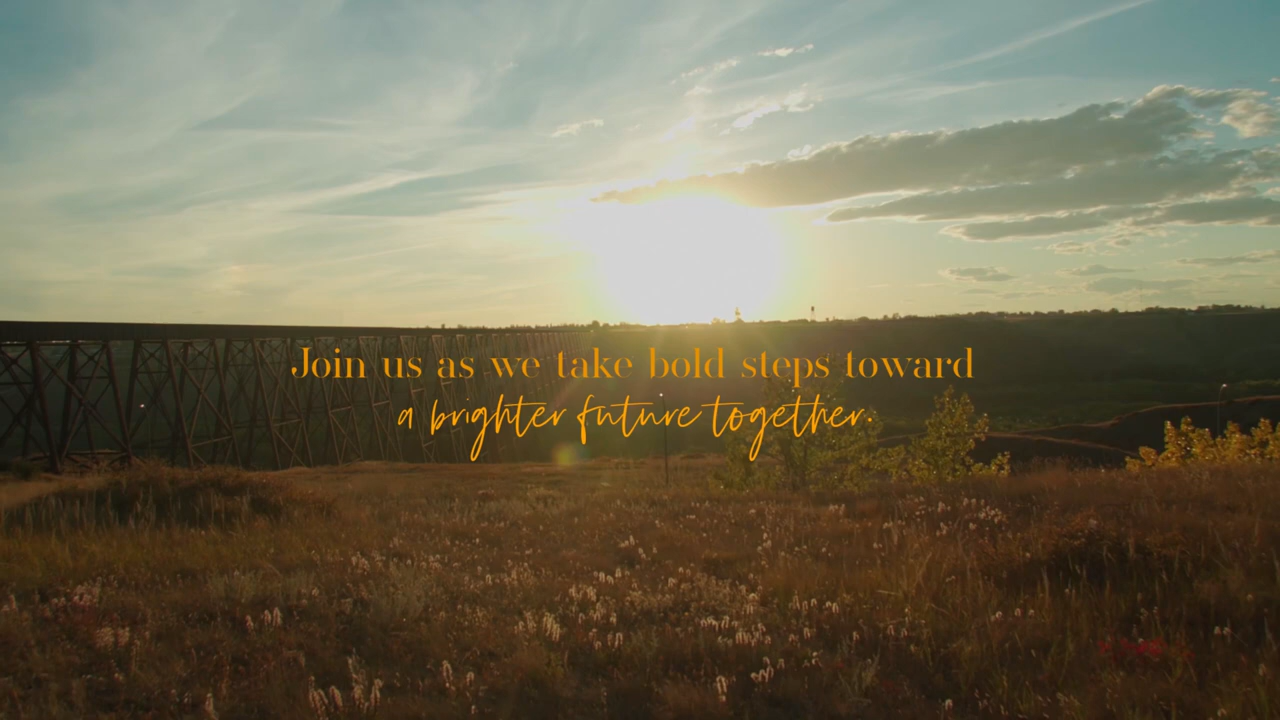 Join us as we take bold steps toward
a brighter future together.